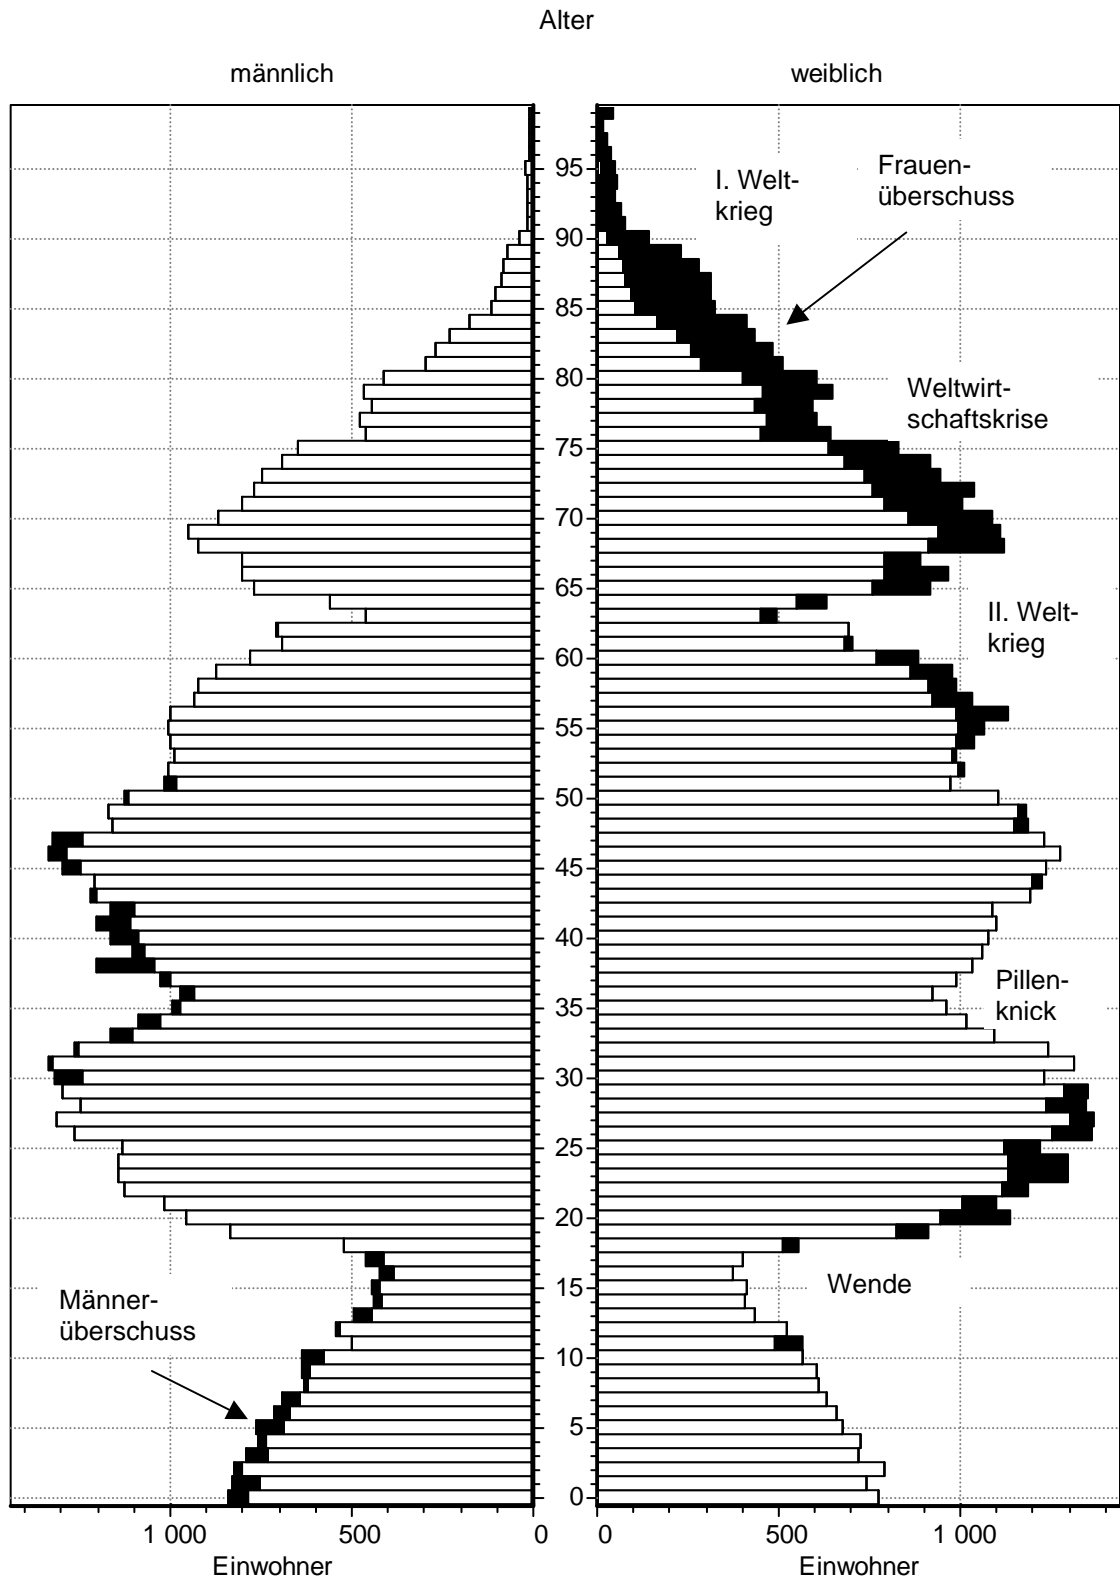 Alter
männlich
weiblich
95
90
85
80
75
70
65
60
55
50
45
40
35
30
25
20
15
10
5
0
I. Welt-
krieg
Frauen-
überschuss
Weltwirt-
schaftskrise
II. Welt-
krieg
Pillen-
knick
Wende
Männer-
überschuss
1 000 500 0
Einwohner
0 500 1 000
Einwohner